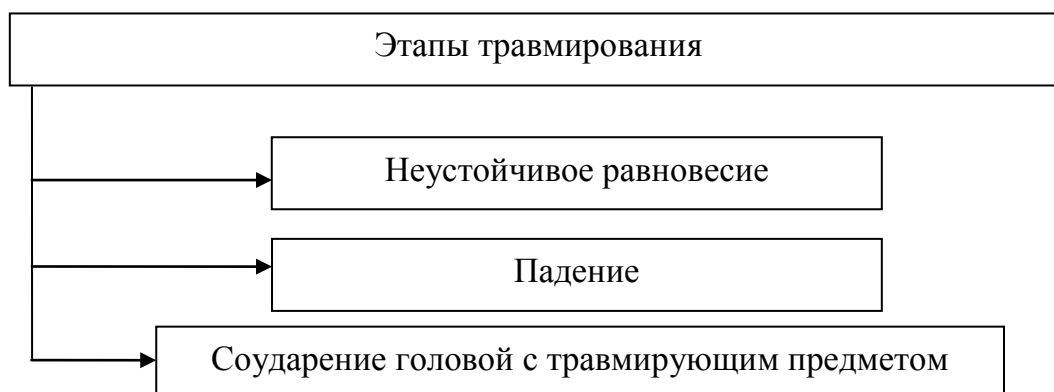 Этапы травмирования
Неустойчивое равновесие
Падение
Соударение головой с травмирующим предметом